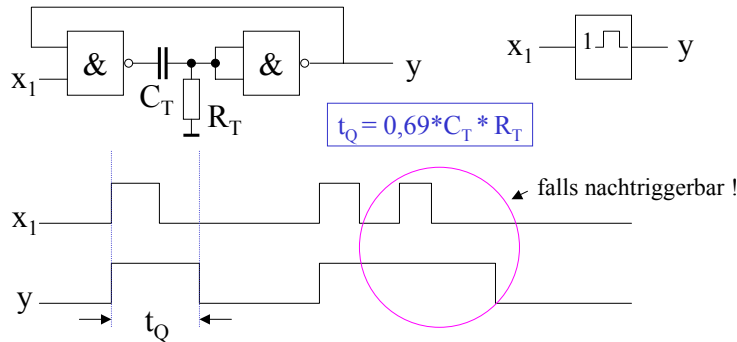 x1
&
CT
RT
&
y
x1
1
y
tQ = 0,69*CT * RT
falls nachtriggerbar !
x1
y
tQ